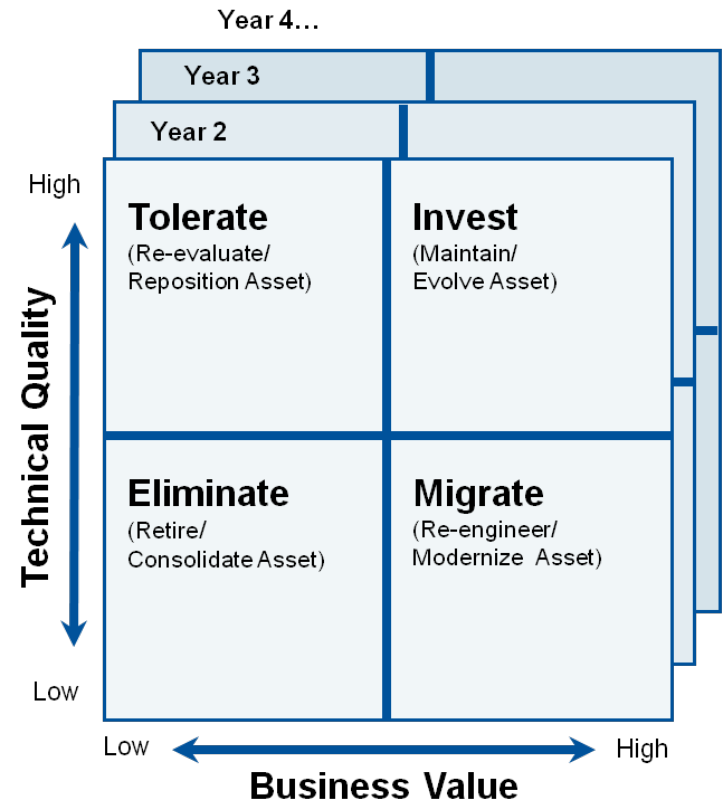 Year 4...
Year 3
Year 2
High
Tolerate
(Re-evaluate/
Reposition Asset)
Invest
(Maintain/
Evolve Asset)
Technical Quality
Eliminate
(Retire/
Consolidate Asset)
Migrate
(Re-engineer/
Modernize Asset)
Low
Low
High
Business Value